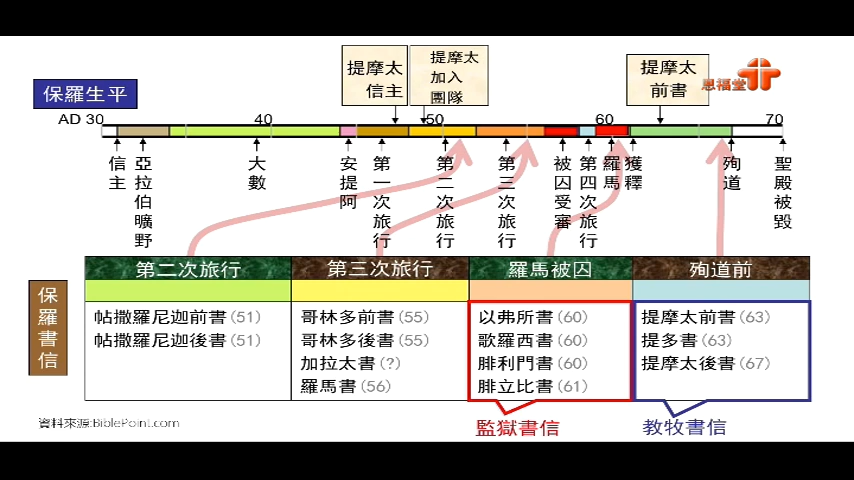 提摩太
信主
提摩太
加入
團隊
提摩太
前書
恩福堂
保羅生平
AD 30
40
50
60
70
信主
亞拉伯曠野
大數
安提阿
第一次旅行
第二次旅行
第三次旅行
被囚受審
第四次旅行
羅馬
獲釋
殉道
聖殿被毀
保羅書信
第二次旅行
第三次旅行
羅馬被囚
殉道前
帖撒羅尼迦前書(51)
帖撒羅尼迦後書(51)
哥林多前書(55)
哥林多後書(55)
加拉太書(?)
羅馬書(56)
以弗所書(60)
歌羅西書(60)
腓利門書(60)
腓立比書(61)
提摩太前書(63)
提多書(63)
提摩太後書(67)
監獄書信
教牧書信
資料來源:BiblePoint.com